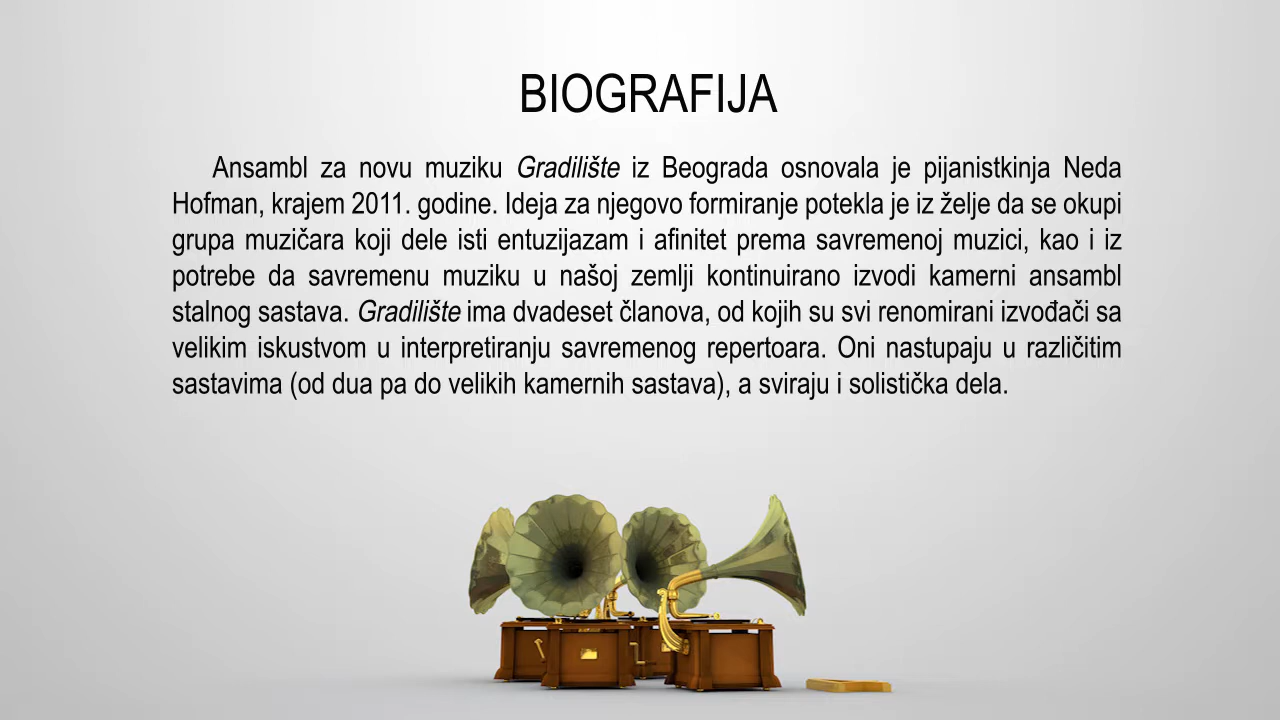 BIOGRAFIJA
Ansambl za novu muziku Gradilište iz Beograda osnovala je pijanistkinja Neda
Hofman, krajem 2011. godine. Ideja za njegovo formiranje potekla je iz želje da se okupi
grupa muzičara koji dele isti entuzijazam i afinitet prema savremenoj muzici, kao i iz
potrebe da savremenu muziku u našoj zemlji kontinuirano izvodi kamerni ansambl
stalnog sastava. Gradilište ima dvadeset članova, od kojih su svi renomirani izvođači sa
velikim iskustvom u interpretiranju savremenog repertoara. Oni nastupaju u različitim
sastavima (od dua pa do velikih kamernih sastava), a sviraju i solistička dela.